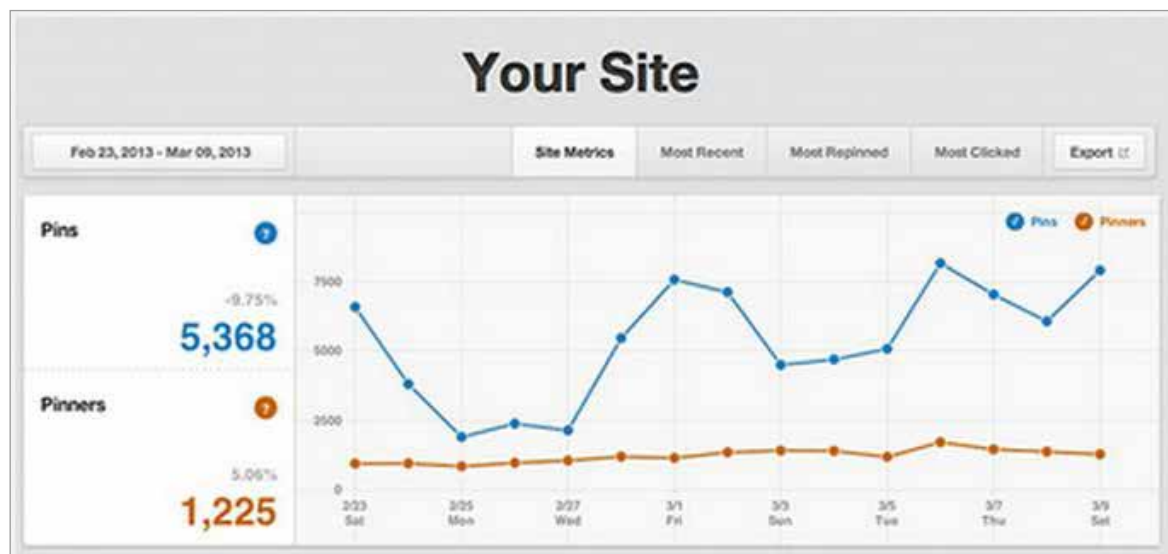 Your Site
Feb 23, 2013 - Mar 09, 2013
Site Metrics
Most Recent
Most Repinned
Most Clicked
Export
Pins
?
-9.75%
5,368
Pinners
?
5.06%
1,225
Pins
Pinners
7500
5000
2500
0
2/23
Sat
2/25
Mon
2/27
Wed
3/1
Fri
3/3
Sun
3/5
Tue
3/7
Thu
3/9
Sat